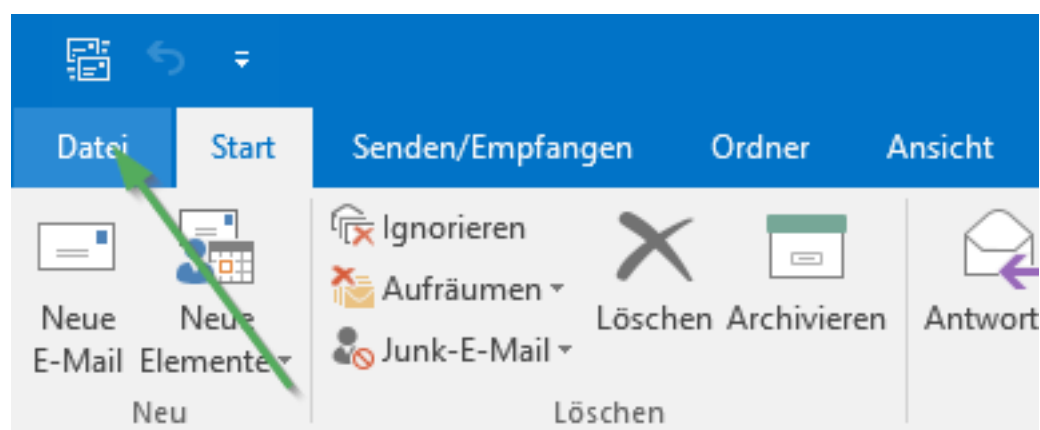 Datei Start Senden/Empfangen Ordner Ansicht
Neue E-Mail
Neue Elemente
Ignorieren
Aufräumen
Junk-E-Mail
Löschen
Archivieren
Antwort
Neu
Löschen